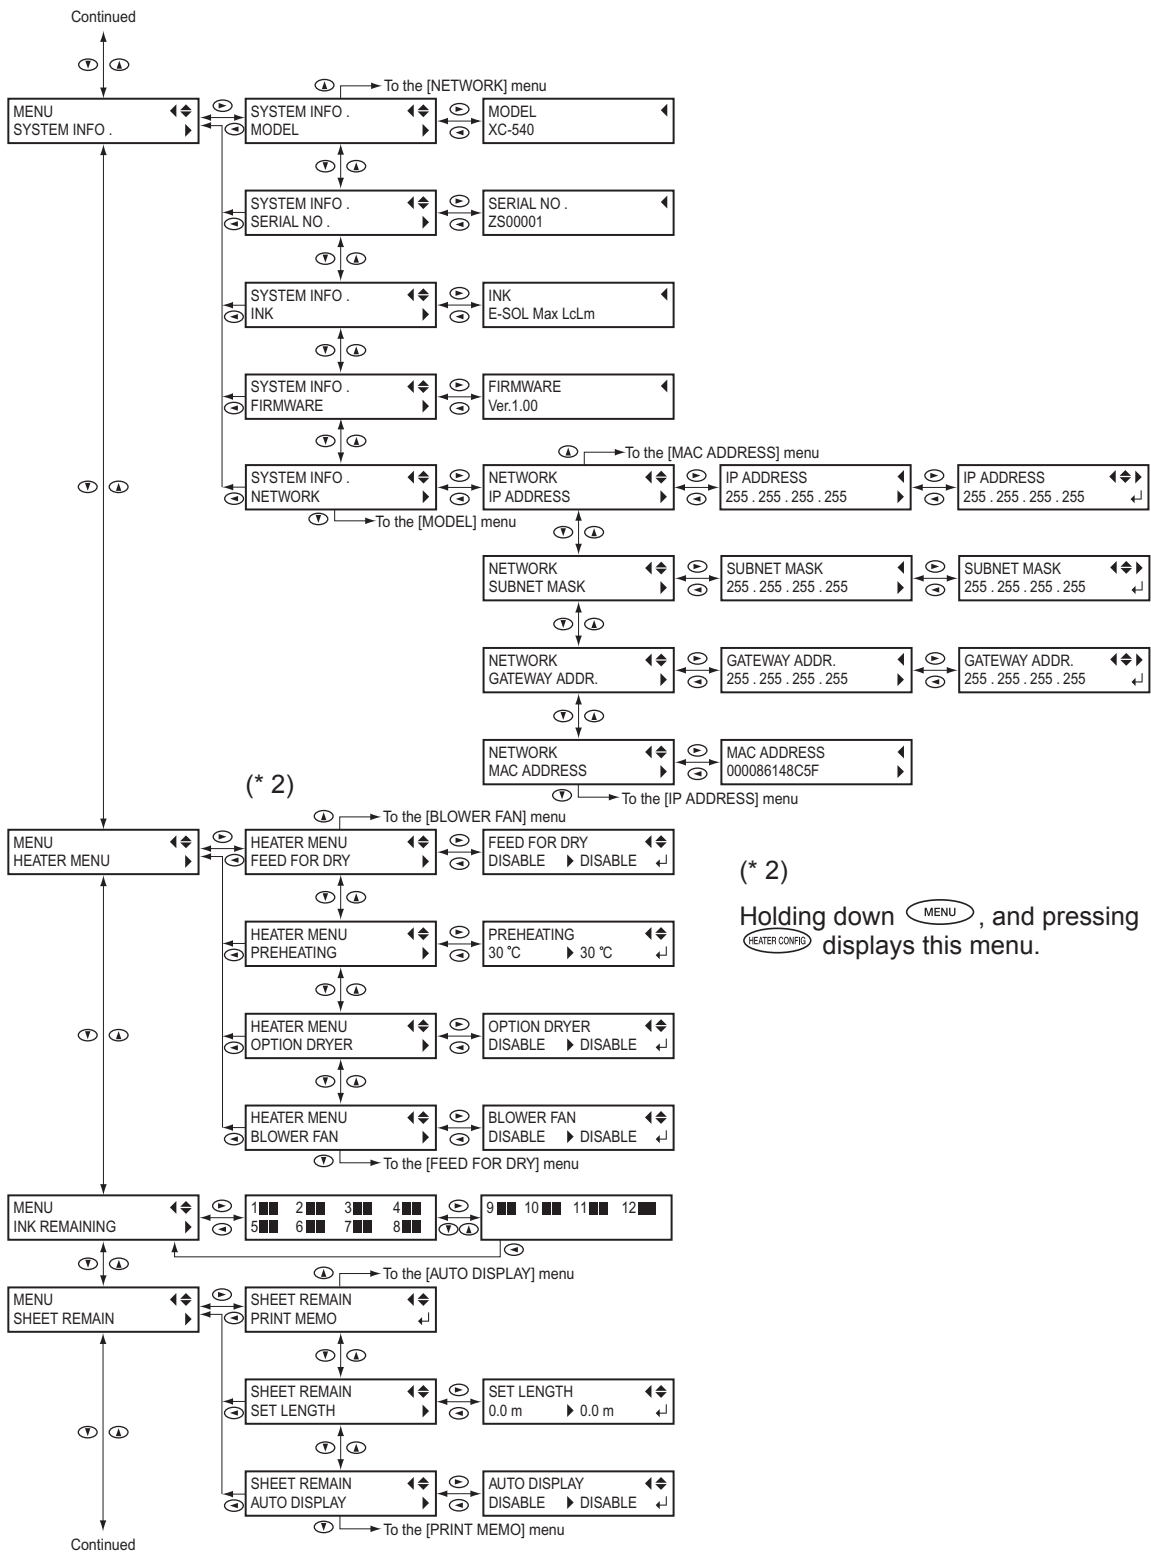 Continued
To the [NETWORK] menu
MENU
SYSTEM INFO .
SYSTEM INFO .
MODEL
MODEL
XC-540
SYSTEM INFO .
SERIAL NO .
SERIAL NO .
ZS00001
SYSTEM INFO .
INK
INK
E-SOL Max LcLm
SYSTEM INFO .
FIRMWARE
FIRMWARE
Ver.1.00
To the [MAC ADDRESS] menu
SYSTEM INFO .
NETWORK
NETWORK
IP ADDRESS
IP ADDRESS
255 . 255 . 255 . 255
IP ADDRESS
255 . 255 . 255 . 255
To the [MODEL] menu
NETWORK
SUBNET MASK
SUBNET MASK
255 . 255 . 255 . 255
SUBNET MASK
255 . 255 . 255 . 255
NETWORK
GATEWAY ADDR.
GATEWAY ADDR.
255 . 255 . 255 . 255
GATEWAY ADDR.
255 . 255 . 255 . 255
NETWORK
MAC ADDRESS
MAC ADDRESS
000086148C5F
To the [IP ADDRESS] menu
(* 2)
To the [BLOWER FAN] menu
MENU
HEATER MENU
HEATER MENU
FEED FOR DRY
FEED FOR DRY
DISABLE DISABLE
(* 2)
Holding down MENU , and pressing
HEATER CONFIG displays this menu.
HEATER MENU
PREHEATING
PREHEATING
30 °C 30 °C
HEATER MENU
OPTION DRYER
OPTION DRYER
DISABLE DISABLE
HEATER MENU
BLOWER FAN
BLOWER FAN
DISABLE DISABLE
To the [FEED FOR DRY] menu
MENU
INK REMAINING
1 2 3 4
5 6 7 8
9 10 11 12
To the [AUTO DISPLAY] menu
MENU
SHEET REMAIN
SHEET REMAIN
PRINT MEMO
SHEET REMAIN
SET LENGTH
SET LENGTH
0.0 m 0.0 m
SHEET REMAIN
AUTO DISPLAY
AUTO DISPLAY
DISABLE DISABLE
To the [PRINT MEMO] menu
Continued